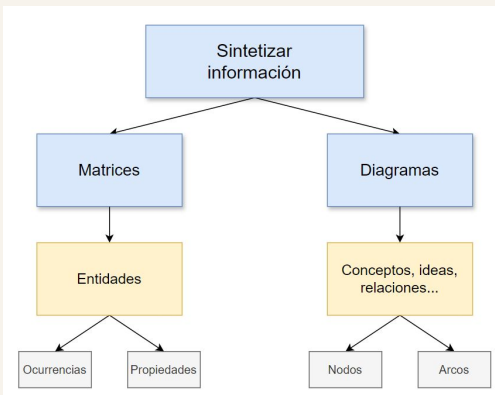 Sintetizar
información
Matrices
Diagramas
Entidades
Conceptos, ideas,
relaciones...
Ocurrencias
Propiedades
Nodos
Arcos